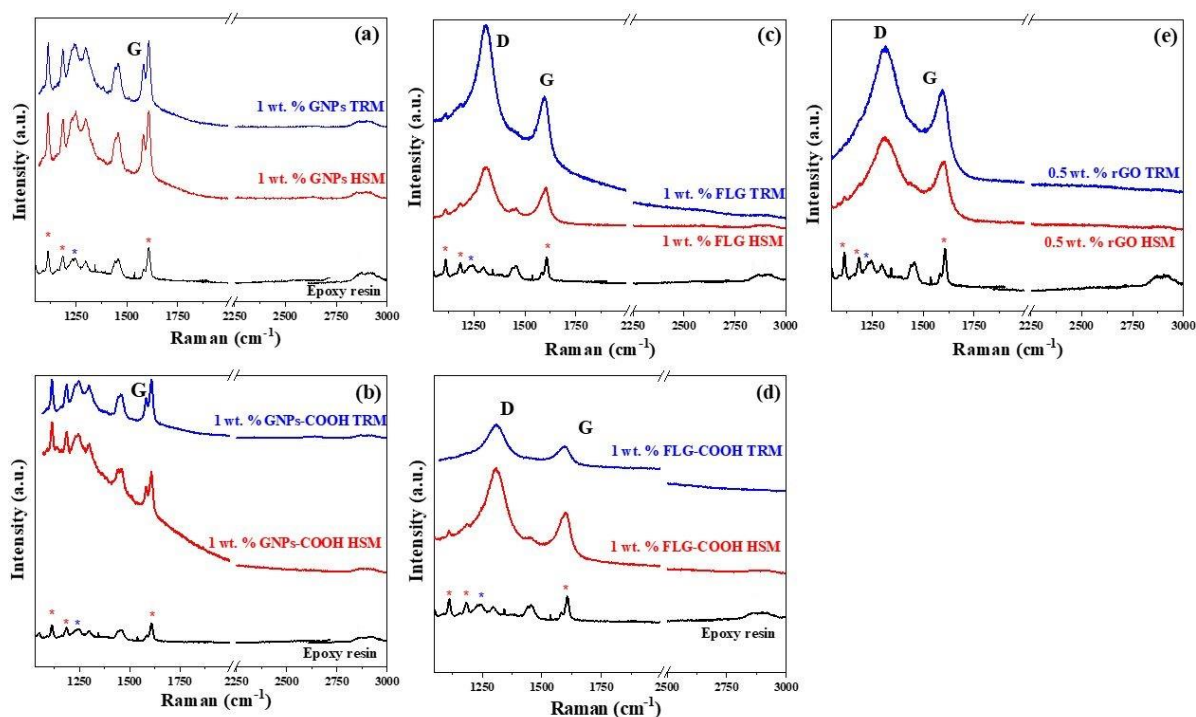 (a)
G
1 wt. % GNPs TRM
1 wt. % GNPs HSM
* * * *
Epoxy resin
Intensity (a.u.)
1250 1500 1750 2250 2500 2750 3000
Raman (cm-1)
(c)
D
G
1 wt. % FLG TRM
1 wt. % FLG HSM
* * * *
Intensity (a.u.)
1250 1500 1750 2000 2250 2500 2750 3000
Raman (cm-1)
(e)
D
G
0.5 wt. % rGO TRM
0.5 wt. % rGO HSM
* * * *
Intensity (a.u.)
1250 1500 1750 2000 2250 2500 2750 3000
Raman (cm-1)
(b)
G
1 wt. % GNPs-COOH TRM
1 wt. % GNPs-COOH HSM
* * * *
Epoxy resin
Intensity (a.u.)
1250 1500 1750 2250 2500 2750 3000
Raman (cm-1)
(d)
D
G
1 wt. % FLG-COOH TRM
1 wt. % FLG-COOH HSM
* * * *
Epoxy resin
Intensity (a.u.)
1250 1500 1750 2000 2500 3000
Raman (cm-1)